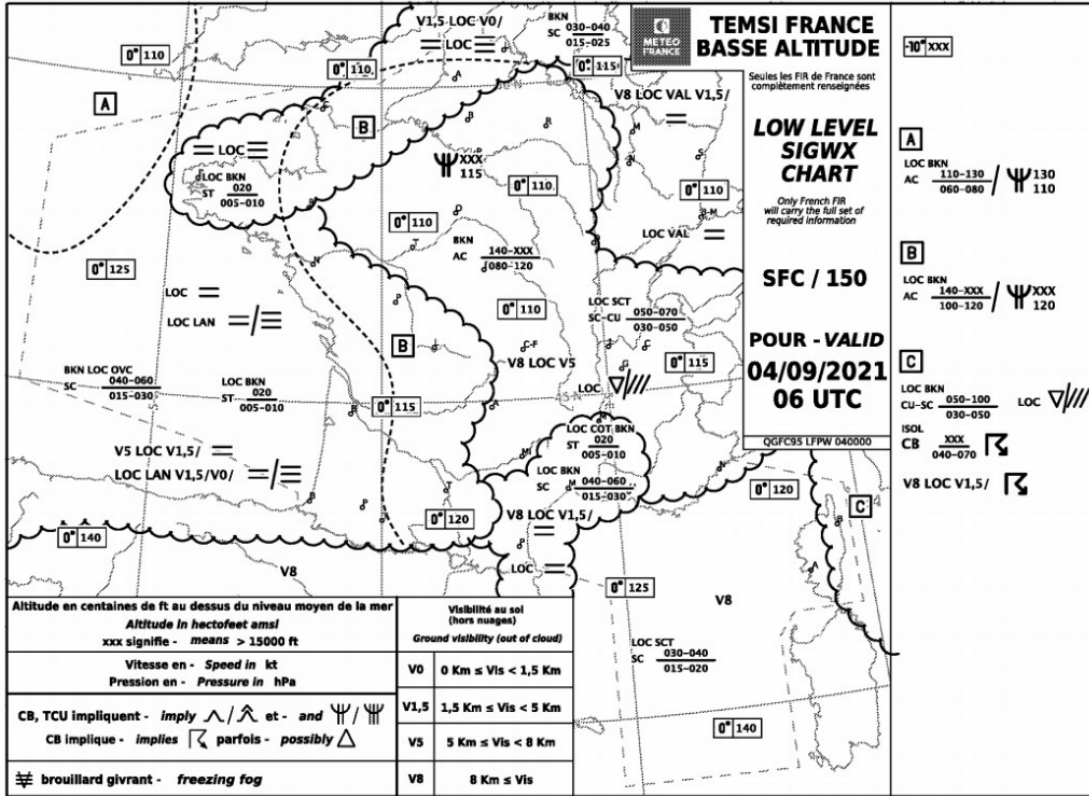 TEMSI FRANCE
BASSE ALTITUDE
METEO
FRANCE
Seules les FIR de France sont
complètement renseignées
LOW LEVEL
SIGWX
CHART
Only French FIR
will carry the full set of
required information
SFC / 150
POUR - VALID
04/09/2021
06 UTC
QGFC95 LFPW 040000
-10° xxx
A
LOC BKN
AC 110-130
060-080
130
110
B
LOC BKN
AC 140-XXX
100-120
XXX
120
C
LOC BKN
CU-SC 050-100
030-050
LOC
ISOL
CB XXX
040-070
V8 LOC V1,5/
V1,5 LOC V0/
LOC
BKN
SC 030-040
015-025
0° 110
0° 110
0° 115
A
B
V8 LOC VAL V1,5/
LOC
LOC BKN
ST 020
005-010
XXX
115
0° 110
0° 110
0° 110
LOC VAL
BKN
AC 140-XXX
080-120
0° 125
LOC
LOC LAN
LOC SCT
SC-CU 050-070
030-050
0° 110
B
V8 LOC V5
C-F
0° 115
LOC
BKN LOC OVC
SC 040-060
015-030
LOC BKN
ST 020
005-010
0° 115
LOC COT BKN
ST 020
005-010
LOC BKN
SC 040-060
015-030
V5 LOC V1,5/
LOC LAN V1,5/V0/
V8 LOC V1,5/
LOC
0° 120
0° 120
C
0° 140
V8
0° 125
V8
LOC SCT
SC 030-040
015-020
0° 140
Altitude en centaines de ft au dessus du niveau moyen de la mer
Altitude in hectofeet amsl
xxx signifie - means > 15000 ft
Vitesse en - Speed in kt
Pression en - Pressure in hPa
CB, TCU impliquent - imply / et - and /
CB implique - implies parfois - possibly
brouillard givrant - freezing fog
Visibilité au sol
(hors nuages)
Ground visibility (out of cloud)
V0 0 Km ≤ Vis < 1,5 Km
V1,5 1,5 Km ≤ Vis < 5 Km
V5 5 Km ≤ Vis < 8 Km
V8 8 Km ≤ Vis